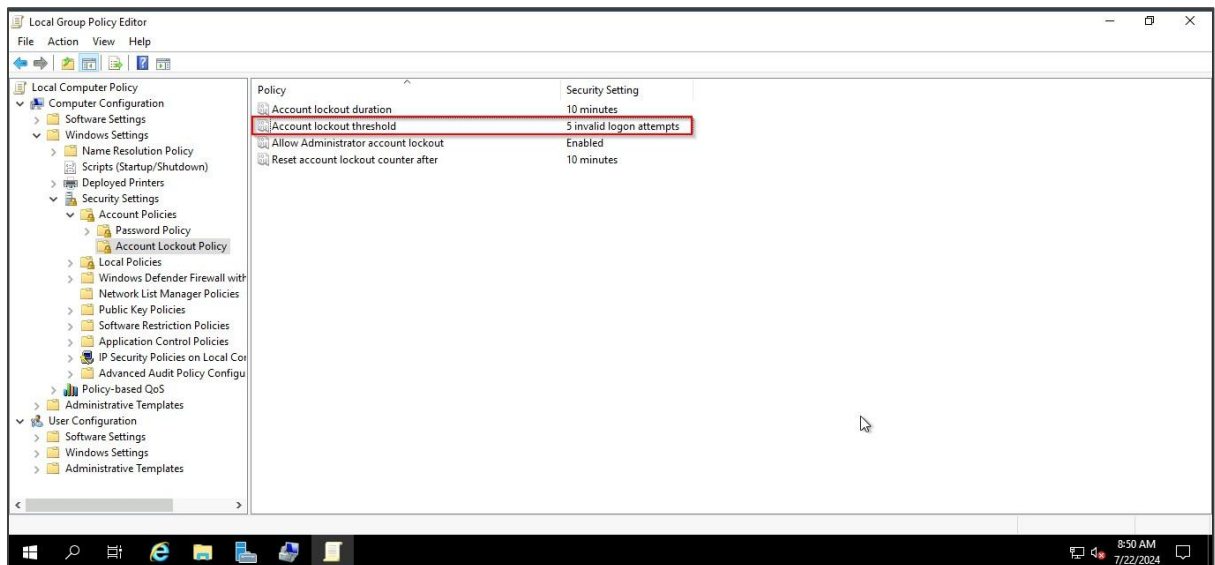 Local Group Policy Editor
File Action View Help
Local Computer Policy
Computer Configuration
Software Settings
Windows Settings
Name Resolution Policy
Scripts (Startup/Shutdown)
Deployed Printers
Security Settings
Account Policies
Password Policy
Account Lockout Policy
Local Policies
Windows Defender Firewall with
Network List Manager Policies
Public Key Policies
Software Restriction Policies
Application Control Policies
IP Security Policies on Local Cor
Advanced Audit Policy Configu
Policy-based QoS
Administrative Templates
User Configuration
Software Settings
Windows Settings
Administrative Templates
Policy Security Setting
Account lockout duration 10 minutes
Account lockout threshold 5 invalid logon attempts
Allow Administrator account lockout Enabled
Reset account lockout counter after 10 minutes
8:50 AM
7/22/2024